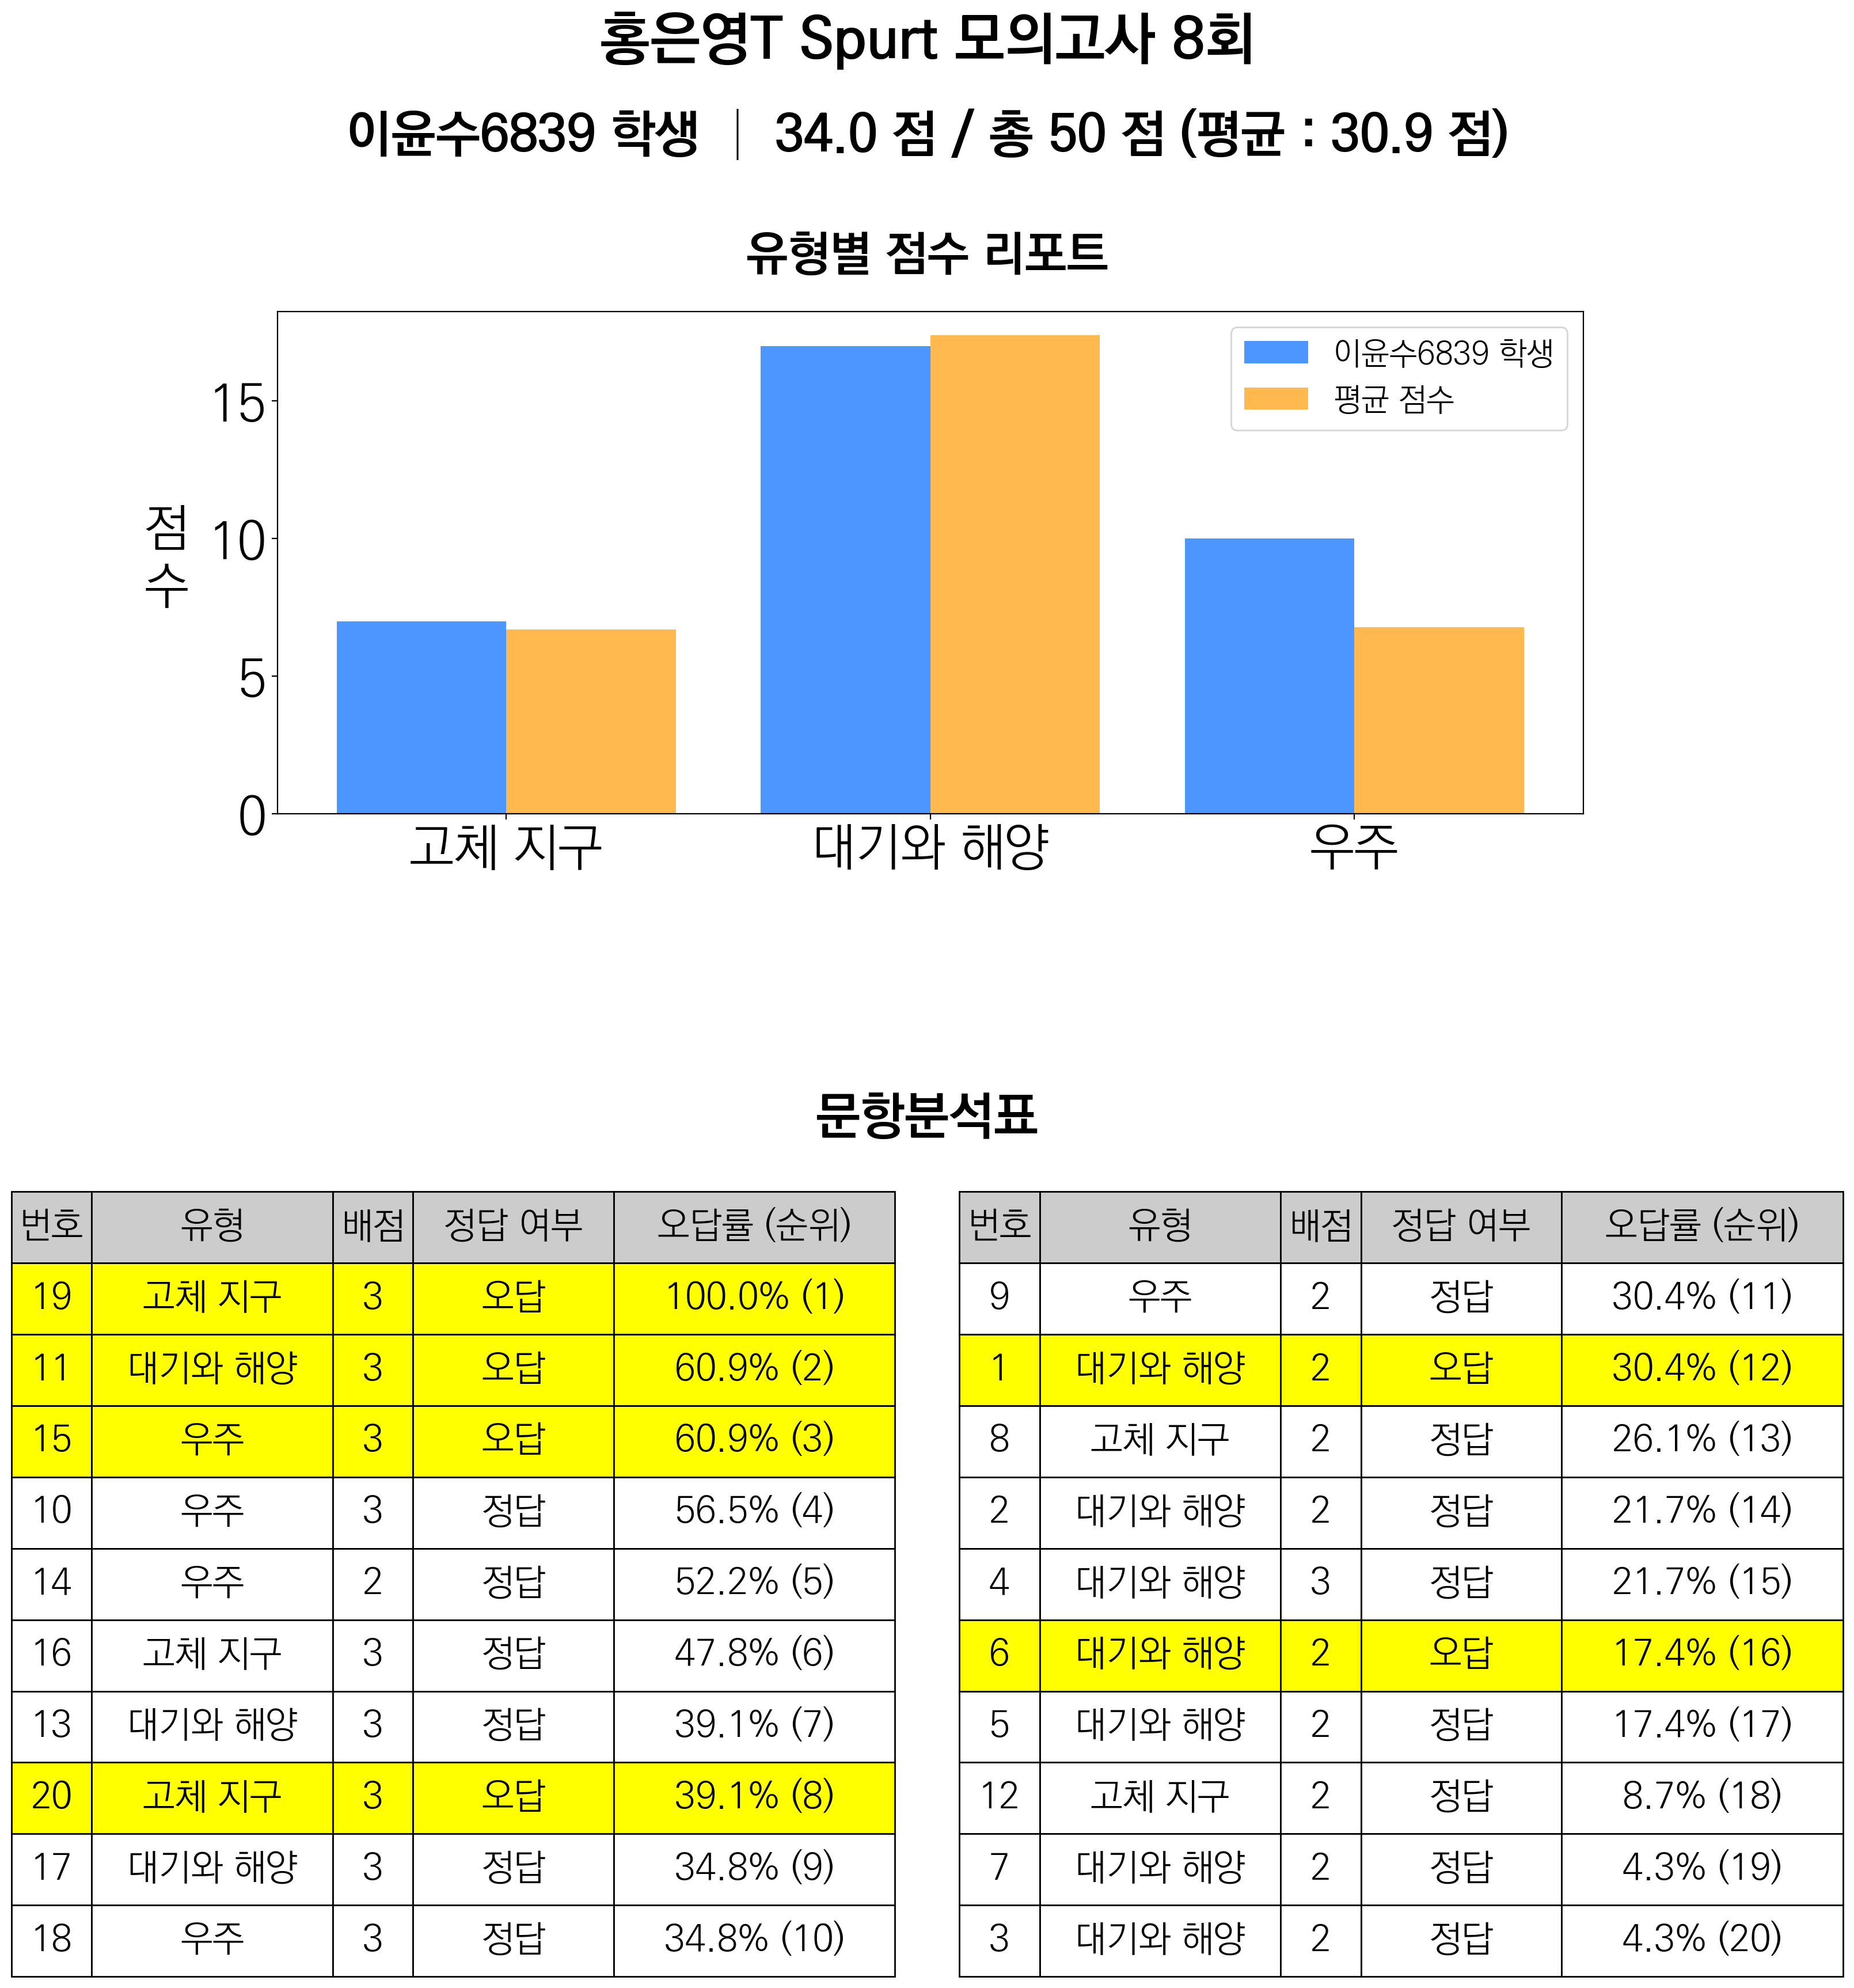 홍은영T Spurt 모의고사 8회
이윤수6839 학생 | 34.0 점 / 총 50 점 (평균 : 30.9 점)
유형별 점수 리포트
이윤수6839 학생
평균 점수
점수
15
10
5
0
고체 지구 대기와 해양 우주
문항분석표
번호 유형 배점 정답 여부 오답률 (순위)
19 고체 지구 3 오답 100.0% (1)
11 대기와 해양 3 오답 60.9% (2)
15 우주 3 오답 60.9% (3)
10 우주 3 정답 56.5% (4)
14 우주 2 정답 52.2% (5)
16 고체 지구 3 정답 47.8% (6)
13 대기와 해양 3 정답 39.1% (7)
20 고체 지구 3 오답 39.1% (8)
17 대기와 해양 3 정답 34.8% (9)
18 우주 3 정답 34.8% (10)
번호 유형 배점 정답 여부 오답률 (순위)
9 우주 2 정답 30.4% (11)
1 대기와 해양 2 오답 30.4% (12)
8 고체 지구 2 정답 26.1% (13)
2 대기와 해양 2 정답 21.7% (14)
4 대기와 해양 3 정답 21.7% (15)
6 대기와 해양 2 오답 17.4% (16)
5 대기와 해양 2 정답 17.4% (17)
12 고체 지구 2 정답 8.7% (18)
7 대기와 해양 2 정답 4.3% (19)
3 대기와 해양 2 정답 4.3% (20)